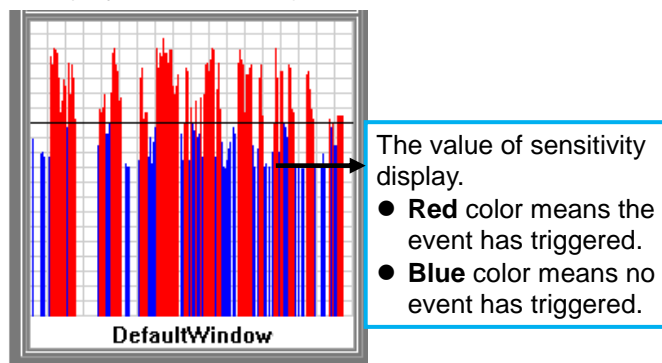 The value of sensitivity
display.
● Red color means the
event has triggered.
● Blue color means no
event has triggered.
DefaultWindow